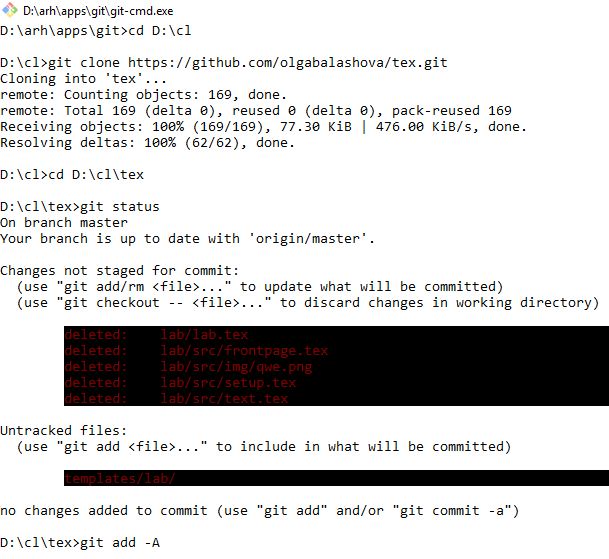 D:\arh\apps\git\git-cmd.exe
D:\arh\apps\git>cd D:\cl
D:\cl>git clone https://github.com/olgabalashova/tex.git
Cloning into 'tex'...
remote: Counting objects: 169, done.
remote: Total 169 (delta 0), reused 0 (delta 0), pack-reused 169
Receiving objects: 100% (169/169), 77.30 KiB | 476.00 KiB/s, done.
Resolving deltas: 100% (62/62), done.
D:\cl>cd D:\cl\tex
D:\cl\tex>git status
On branch master
Your branch is up to date with 'origin/master'.
Changes not staged for commit:
(use "git add/rm <file>..." to update what will be committed)
(use "git checkout -- <file>..." to discard changes in working directory)
deleted: lab/lab.tex
deleted: lab/src/frontpage.tex
deleted: lab/src/img/qwe.png
deleted: lab/src/setup.tex
deleted: lab/src/text.tex
Untracked files:
(use "git add <file>..." to include in what will be committed)
templates/lab/
no changes added to commit (use "git add" and/or "git commit -a")
D:\cl\tex>git add -A